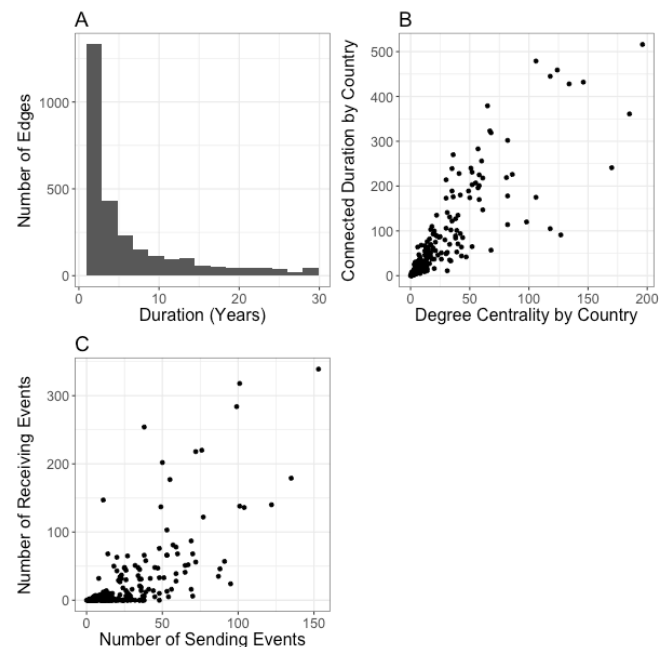 A
Number of Edges
1000
500
0
0
10
20
30
Duration (Years)
B
Connected Duration by Country
500
400
300
200
100
0
0
50
100
150
200
Degree Centrality by Country
C
Number of Receiving Events
300
200
100
0
0
50
100
150
Number of Sending Events